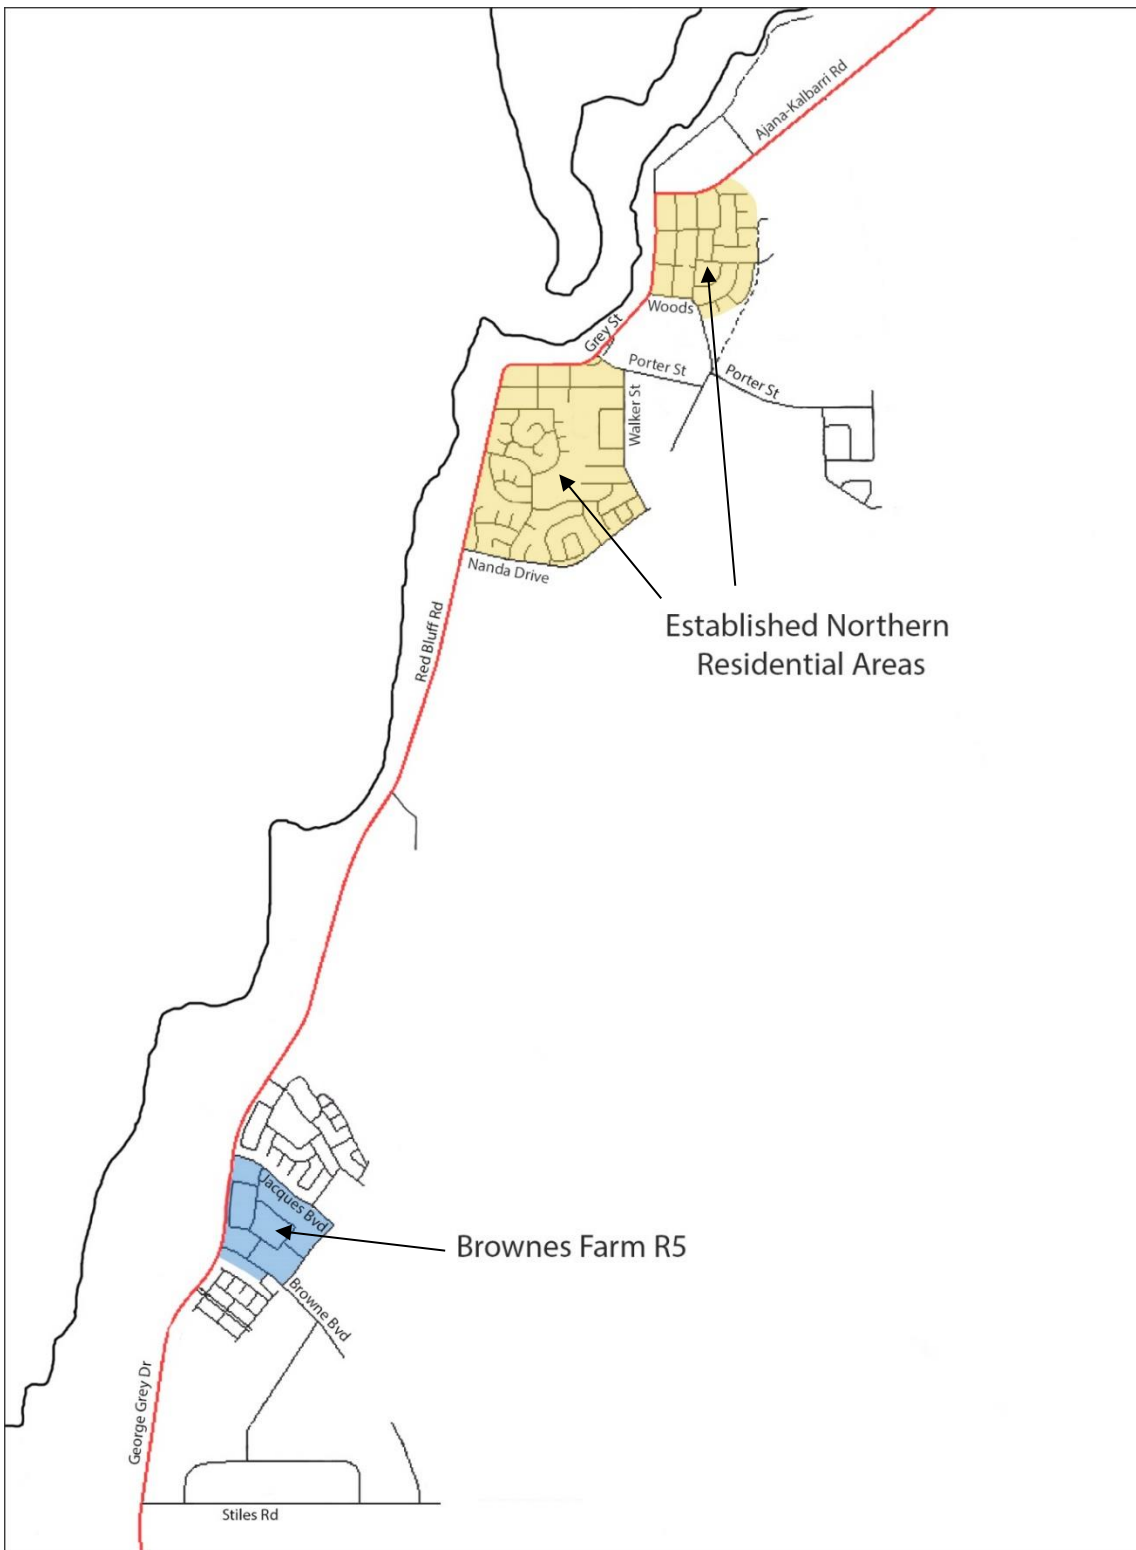 Ajana-Kalbarri Rd
Woods
Grey St
Porter St
Porter St
Walker St
Nanda Drive
Established Northern
Residential Areas
Red Bluff Rd
Jacques Bvd
Brownes Farm R5
Browne Bvd
George Grey Dr
Stiles Rd